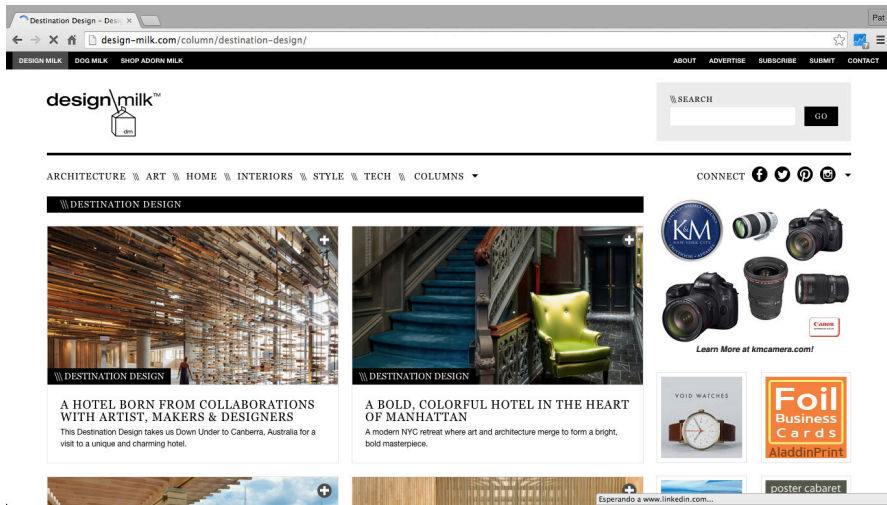 Destination Design – Desig
Pat
design-milk.com/column/destination-design/
DESIGN MILK DOG MILK SHOP ADORN MILK ABOUT ADVERTISE SUBSCRIBE SUBMIT CONTACT
design milk™
dm
\\\ SEARCH
GO
ARCHITECTURE \\\ ART \\\ HOME \\\ INTERIORS \\\ STYLE \\\ TECH \\\ COLUMNS
CONNECT
\\\ DESTINATION DESIGN
\\\ DESTINATION DESIGN
A HOTEL BORN FROM COLLABORATIONS
WITH ARTIST, MAKERS & DESIGNERS
This Destination Design takes us Down Under to Canberra, Australia for a
visit to a unique and charming hotel.
\\\ DESTINATION DESIGN
A BOLD, COLORFUL HOTEL IN THE HEART
OF MANHATTAN
A modern NYC retreat where art and architecture merge to form a bright,
bold masterpiece.
K&M
NEW YORK CITY
Canon
Learn More at kmcamera.com!
VOID WATCHES
Foil
Business
Cards
AladdinPrint
poster cabaret
Esperando a www.linkedin.com...